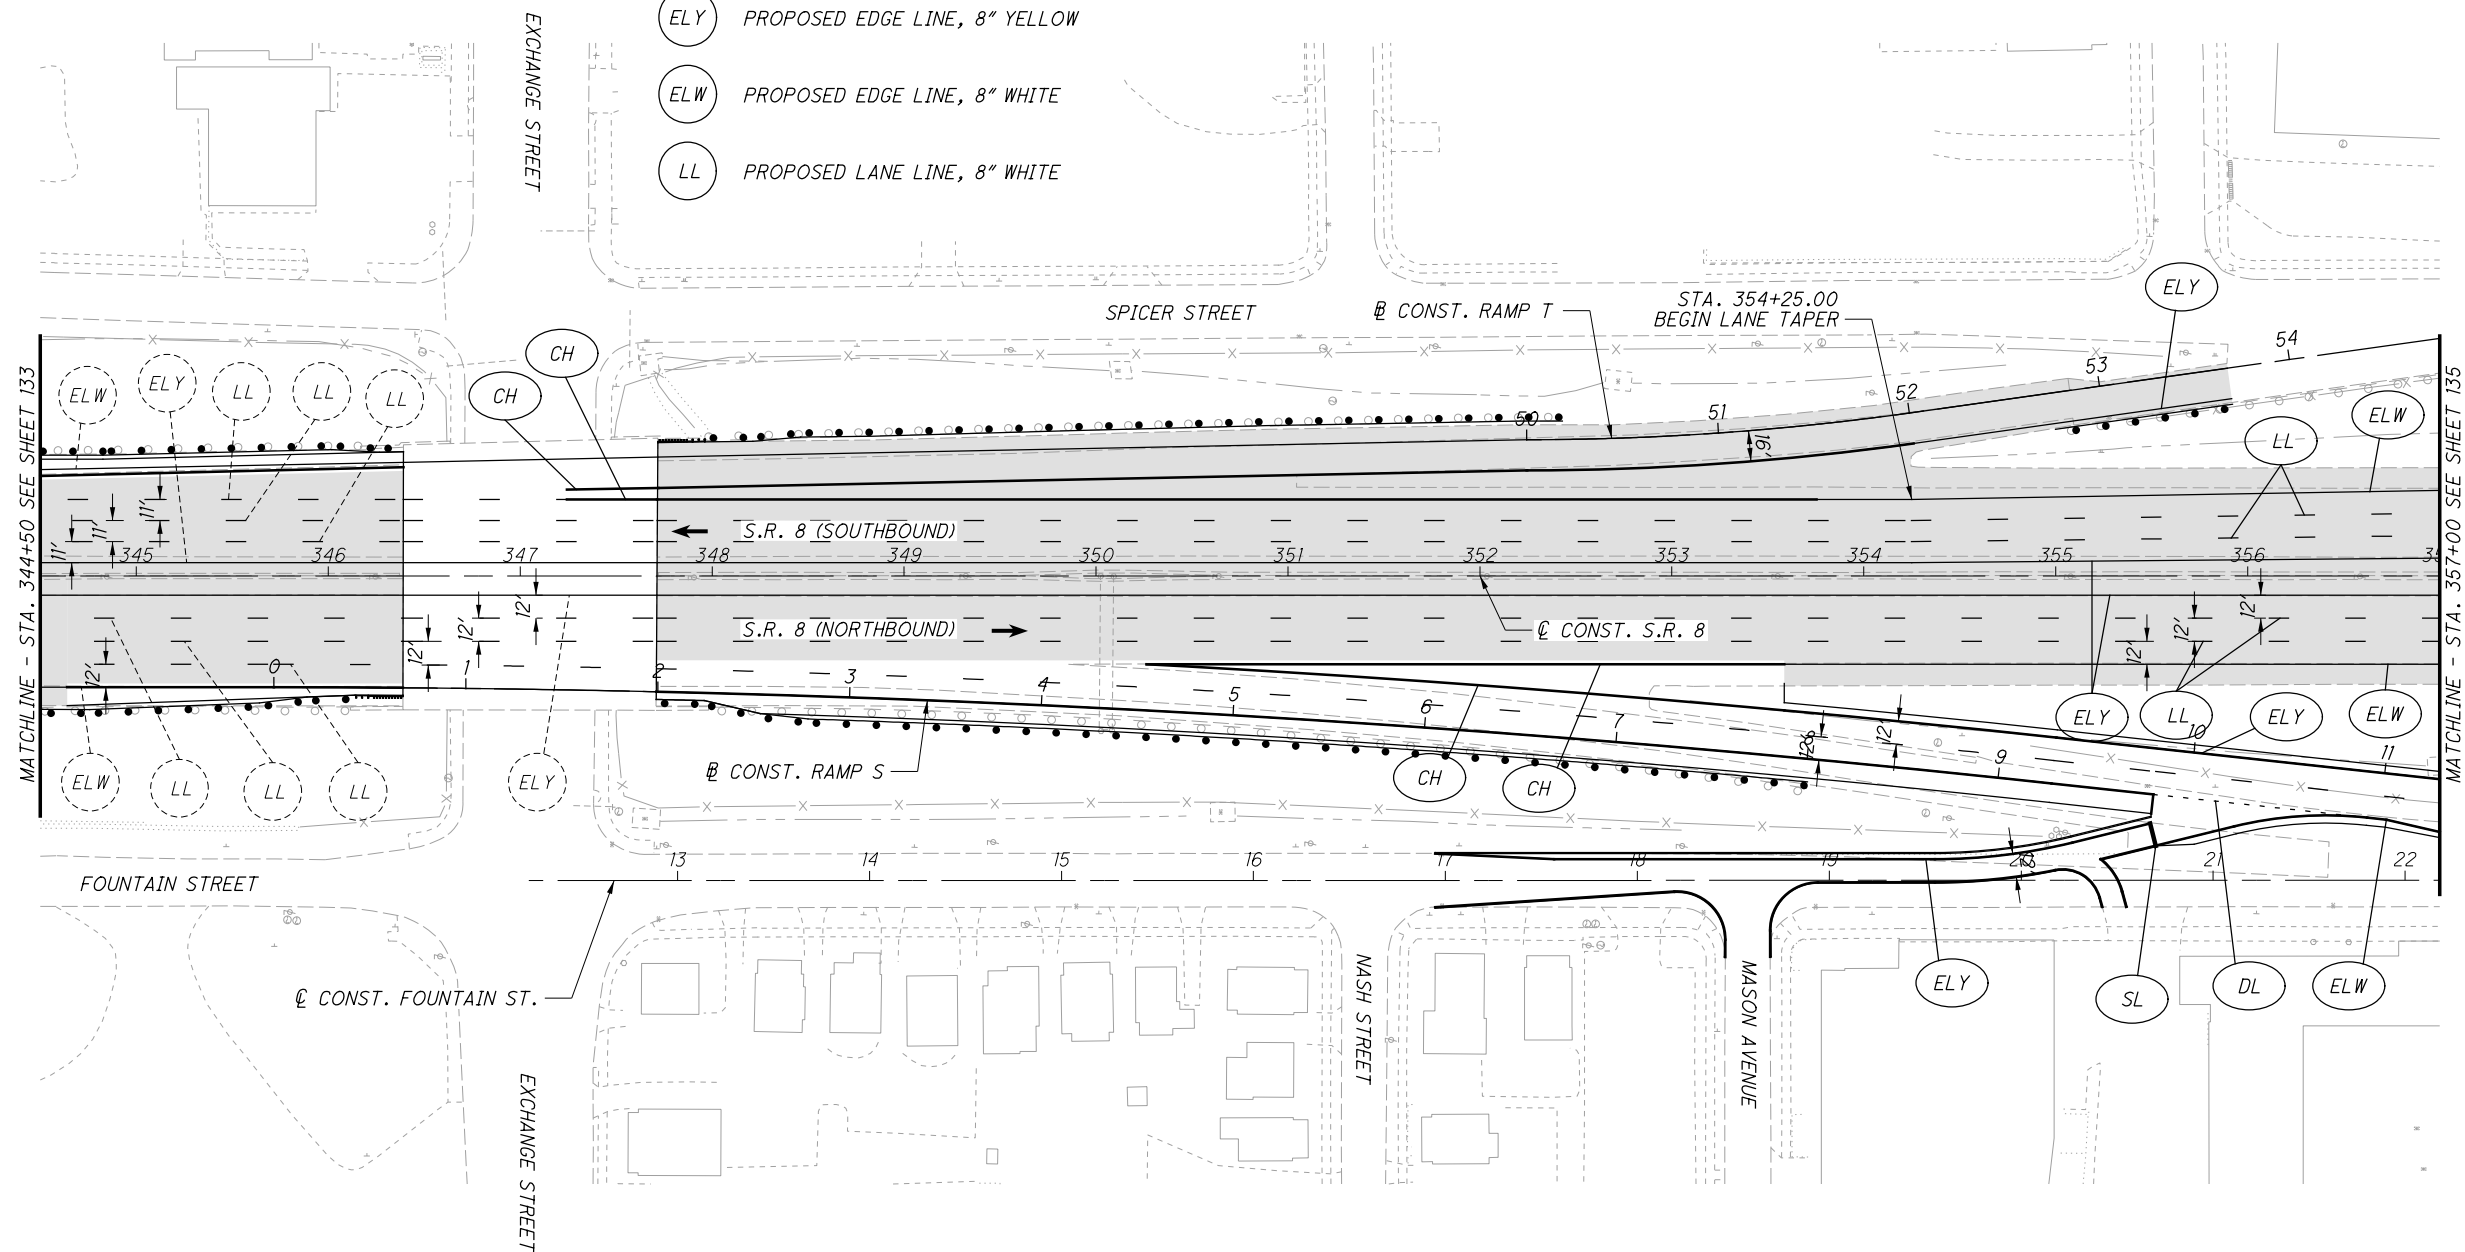 ELY PROPOSED EDGE LINE, 8" YELLOW
ELW PROPOSED EDGE LINE, 8" WHITE
LL PROPOSED LANE LINE, 8" WHITE
EXCHANGE STREET
SPICER STREET
℄ CONST. RAMP T
STA. 354+25.00
BEGIN LANE TAPER
ELY
54
53
52
51
50
16'
CH
CH
ELW
ELY
LL
LL
LL
ELW
LL
MATCHLINE - STA. 344+50 SEE SHEET 133
MATCHLINE - STA. 357+00 SEE SHEET 135
11'
11'
11'
S.R. 8 (SOUTHBOUND)
345
346
347
348
349
350
351
352
353
354
355
356
S.R. 8 (NORTHBOUND)
℄ CONST. S.R. 8
12'
12'
12'
12'
12'
12'
12'
0
1
2
3
4
5
6
7
9
10
11
12'
ELY
LL
ELY
ELW
℄ CONST. RAMP S
CH
CH
ELW
LL
LL
LL
ELY
FOUNTAIN STREET
13
14
15
16
17
18
19
20
21
22
℄ CONST. FOUNTAIN ST.
ELY
SL
DL
ELW
NASH STREET
MASON AVENUE
EXCHANGE STREET